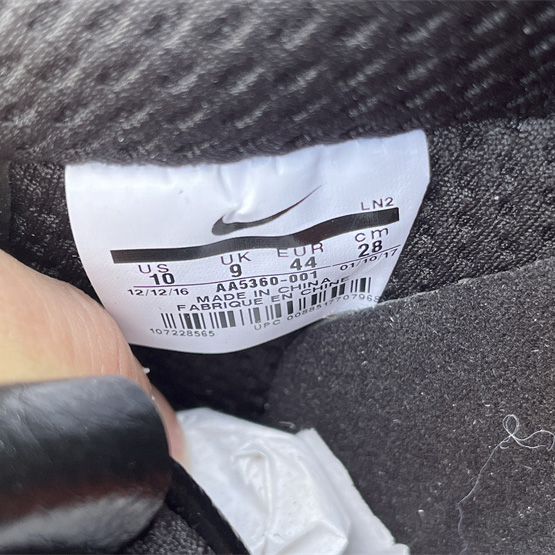 LN2
US UK EUR cm
10 9 44 28
12/12/16 AA5360-001 01/10/17
MADE IN CHINA
FABRIQUE EN CHINE
107228565